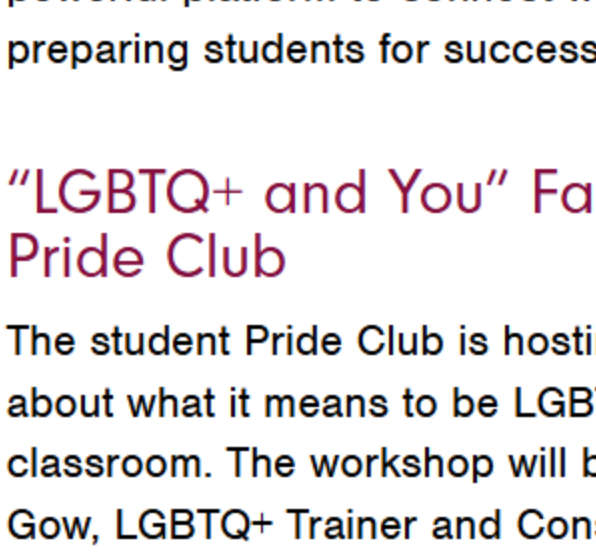 preparing students for success
“LGBTQ+ and You” Fa
Pride Club
The student Pride Club is hosti
about what it means to be LGB
classroom. The workshop will b
Gow, LGBTQ+ Trainer and Cons